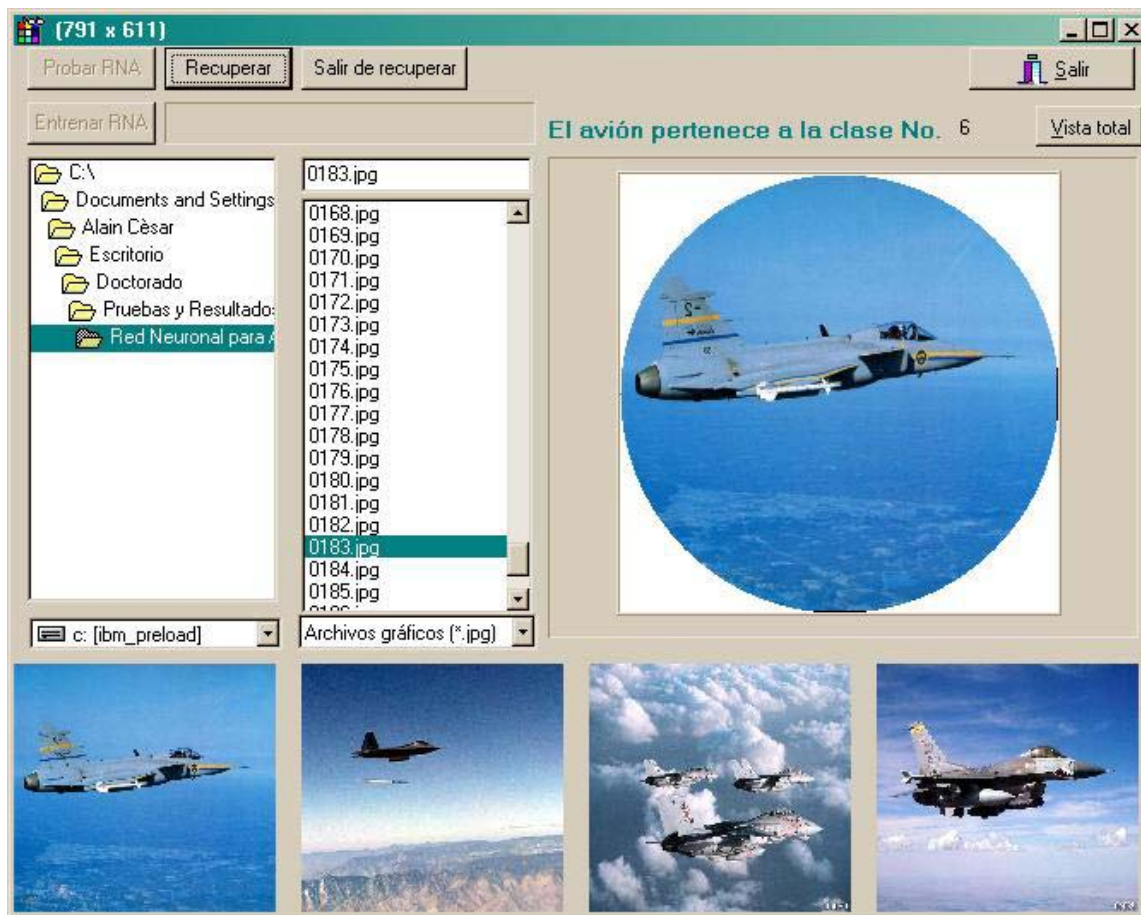 (791 x 611)
Probar RNA
Recuperar
Salir de recuperar
Salir
Entrenar RNA
El avión pertenece a la clase No. 6
Vista total
C:\
Documents and Settings
Alain Cèsar
Escritorio
Doctorado
Pruebas y Resultado
Red Neuronal para
c: [ibm_preload]
0183.jpg
0168.jpg
0169.jpg
0170.jpg
0171.jpg
0172.jpg
0173.jpg
0174.jpg
0175.jpg
0176.jpg
0177.jpg
0178.jpg
0179.jpg
0180.jpg
0181.jpg
0182.jpg
0183.jpg
0184.jpg
0185.jpg
Archivos gráficos (*.jpg)